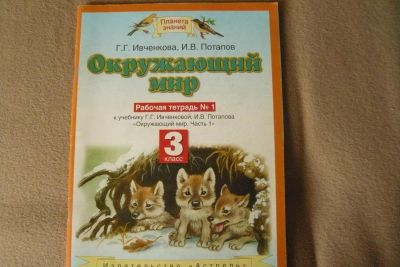 Планета
знаний
Г.Г. Ивченкова, И.В. Потапов
Окружающий
мир
Рабочая тетрадь № 1
к учебнику Г.Г. Ивченковой, И.В. Потапова
«Окружающий мир. Часть 1»
3
класс
Издательство «Астрель»